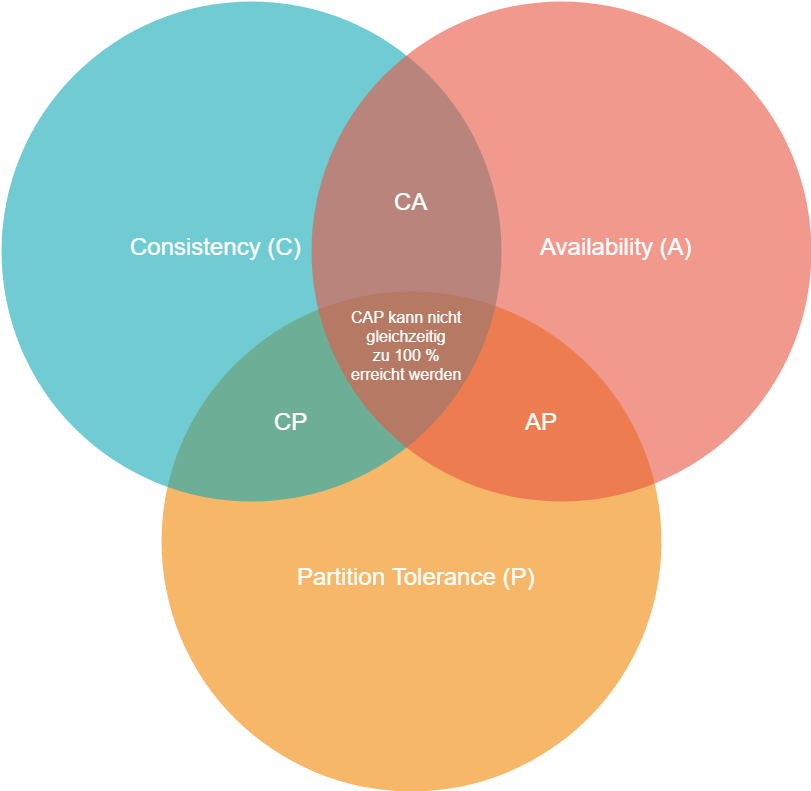 CA
Consistency (C)
Availability (A)
CAP kann nicht
gleichzeitig
zu 100 %
erreicht werden
CP
AP
Partition Tolerance (P)